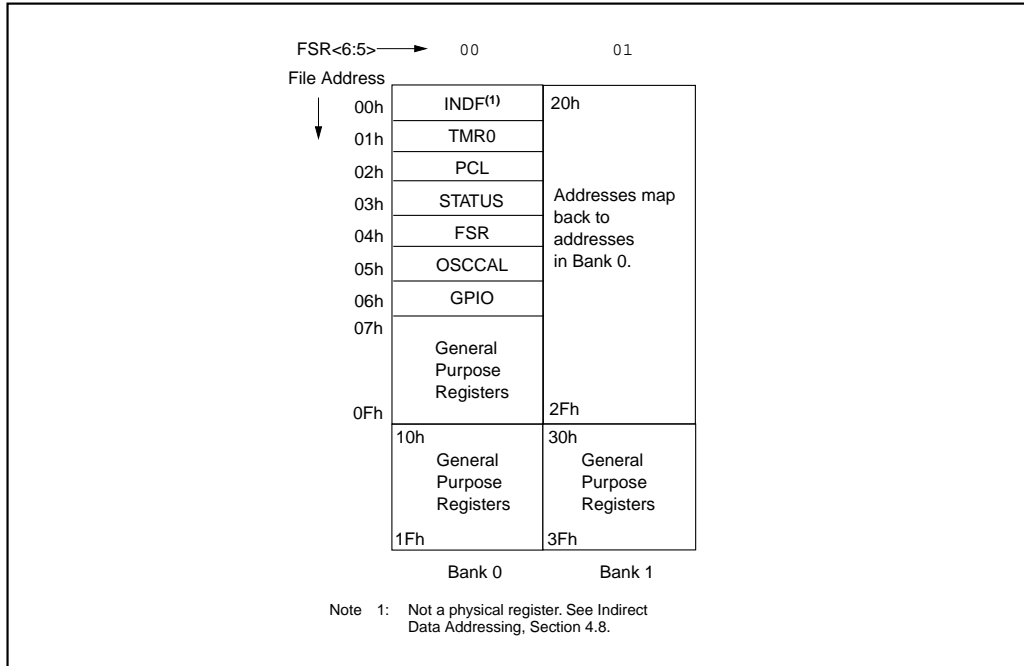 FSR<6:5> 00 01
File Address
00h INDF(1) 20h
01h TMR0
02h PCL
03h STATUS
04h FSR
05h OSCCAL
06h GPIO
07h
0Fh
General
Purpose
Registers
Addresses map
back to
addresses
in Bank 0.
2Fh
10h
General
Purpose
Registers
1Fh
30h
General
Purpose
Registers
3Fh
Bank 0 Bank 1
Note 1: Not a physical register. See Indirect
Data Addressing, Section 4.8.